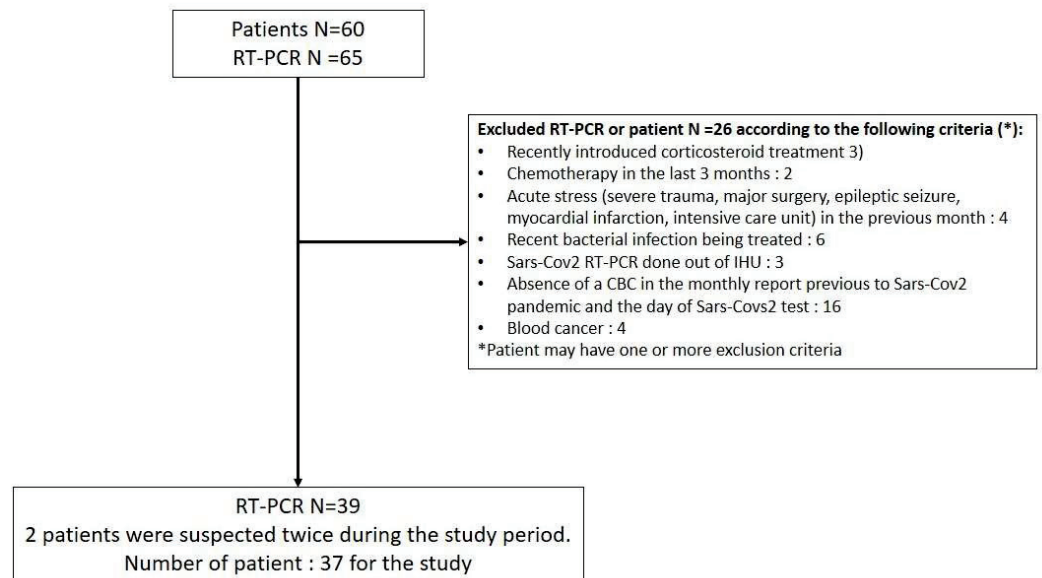 Patients N=60
RT-PCR N =65
Excluded RT-PCR or patient N =26 according to the following criteria (*):
• Recently introduced corticosteroid treatment 3)
• Chemotherapy in the last 3 months : 2
• Acute stress (severe trauma, major surgery, epileptic seizure,
myocardial infarction, intensive care unit) in the previous month : 4
• Recent bacterial infection being treated : 6
• Sars-Cov2 RT-PCR done out of IHU : 3
• Absence of a CBC in the monthly report previous to Sars-Cov2
pandemic and the day of Sars-Covs2 test : 16
• Blood cancer : 4
*Patient may have one or more exclusion criteria
RT-PCR N=39
2 patients were suspected twice during the study period.
Number of patient : 37 for the study